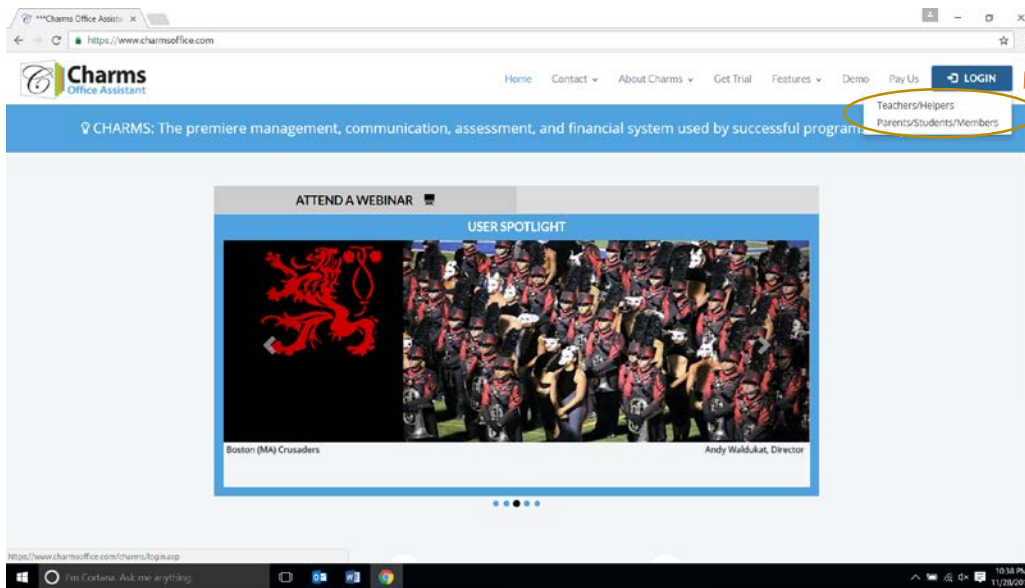 ***Charms Office Assista
https://www.charmsoffice.com
Charms
Office Assistant
Home Contact About Charms Get Trial Features Demo Pay Us LOGIN
Teachers/Helpers
Parents/Students/Members
CHARMS: The premiere management, communication, assessment, and financial system used by successful program
ATTEND A WEBINAR
USER SPOTLIGHT
Boston (MA) Crusaders Andy Waldukat, Director
https://www.charmsoffice.com/charms/login.asp
I'm Cortana. Ask me anything.
10:38 PM
11/28/20